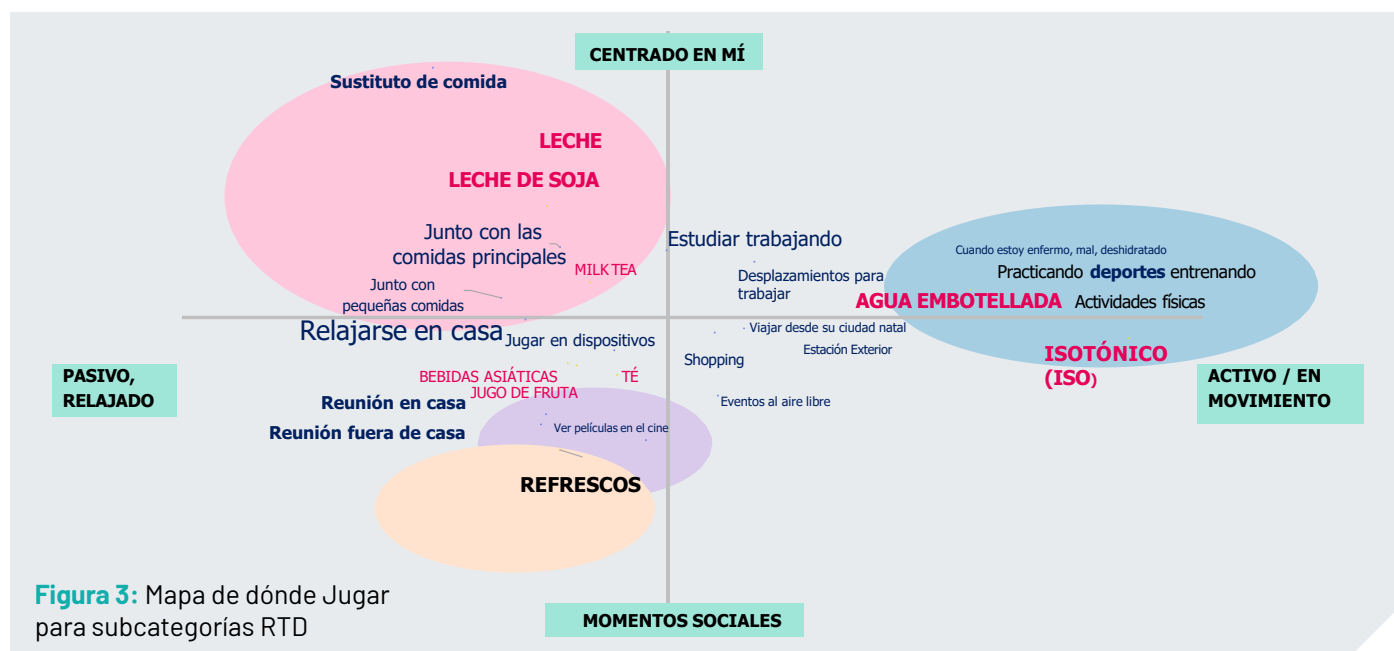 CENTRADO EN MÍ
Sustituto de comida
LECHE
LECHE DE SOJA
Junto con las
comidas principales
MILK TEA
Junto con
pequeñas comidas
Estudiar trabajando
Desplazamientos para
trabajar
Cuando estoy enfermo, mal, deshidratado
Practicando deportes entrenando
AGUA EMBOTELLADA
Actividades físicas
Relajarse en casa
Jugar en dispositivos
Viajar desde su ciudad natal
Estación Exterior
Shopping
ISOTÓNICO
(ISO)
PASIVO,
RELAJADO
ACTIVO / EN
MOVIMIENTO
BEBIDAS ASIÁTICAS
TÉ
JUGO DE FRUTA
Reunión en casa
Eventos al aire libre
Reunión fuera de casa
Ver películas en el cine
REFRESCOS
Figura 3: Mapa de dónde Jugar
para subcategorías RTD
MOMENTOS SOCIALES